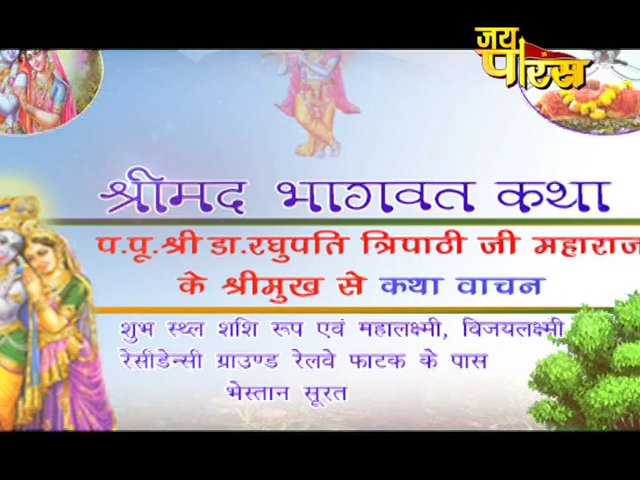 जय
पारस
श्रीमद भागवत कथा
प.पू.श्री डा.रघुपति त्रिपाठी जी महाराज
के श्रीमुख से कथा वाचन
शुभ स्थ्ल शशि रूप एवं महालक्ष्मी, विजयलक्ष्मी
रेसीडेन्सी ग्राउण्ड रेलवे फाटक के पास
भेस्तान सूरत